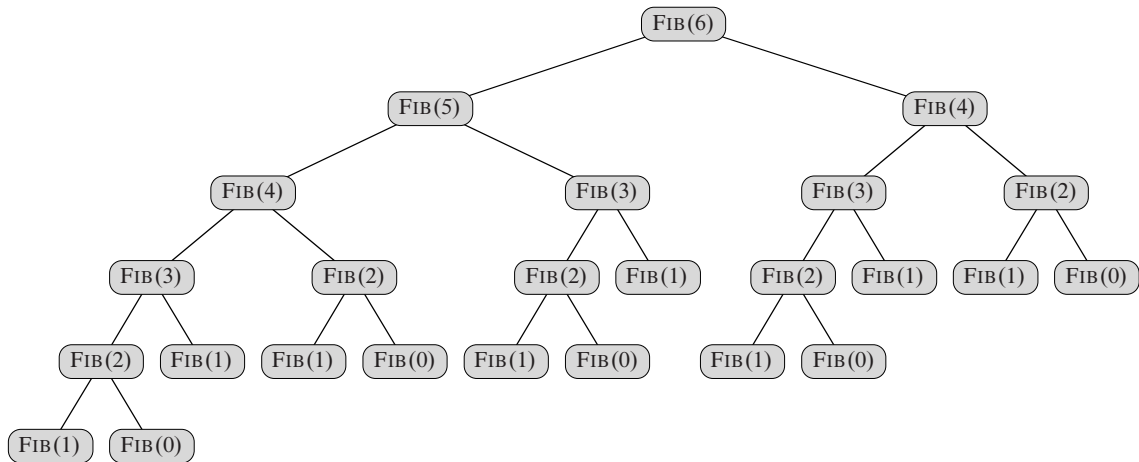 FIB(6)
FIB(5) FIB(4)
FIB(4) FIB(3) FIB(3) FIB(2)
FIB(3) FIB(2) FIB(2) FIB(1) FIB(2) FIB(1) FIB(1) FIB(0)
FIB(2) FIB(1) FIB(1) FIB(0) FIB(1) FIB(0) FIB(1) FIB(0)
FIB(1) FIB(0)